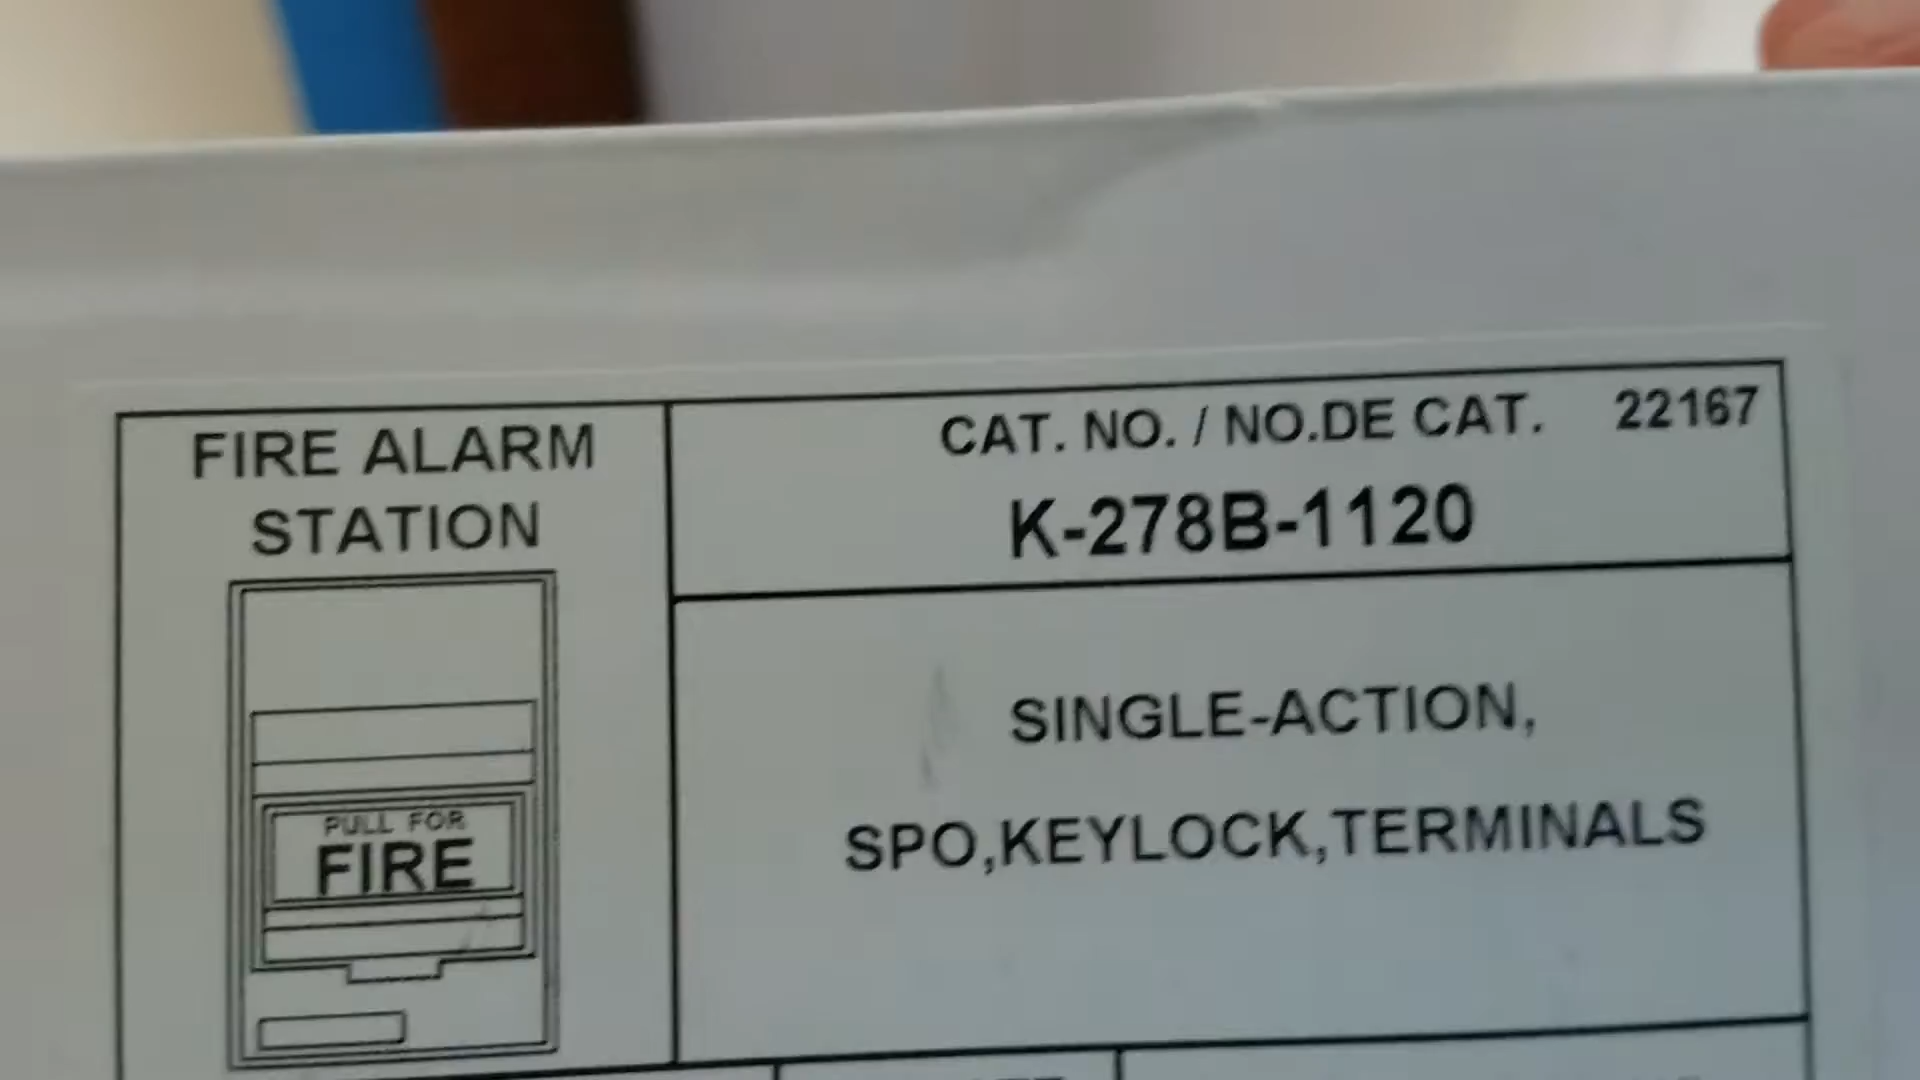 FIRE ALARM
STATION
PULL FOR
FIRE
CAT. NO. / NO.DE CAT. 22167
K-278B-1120
SINGLE-ACTION,
SPO,KEYLOCK,TERMINALS